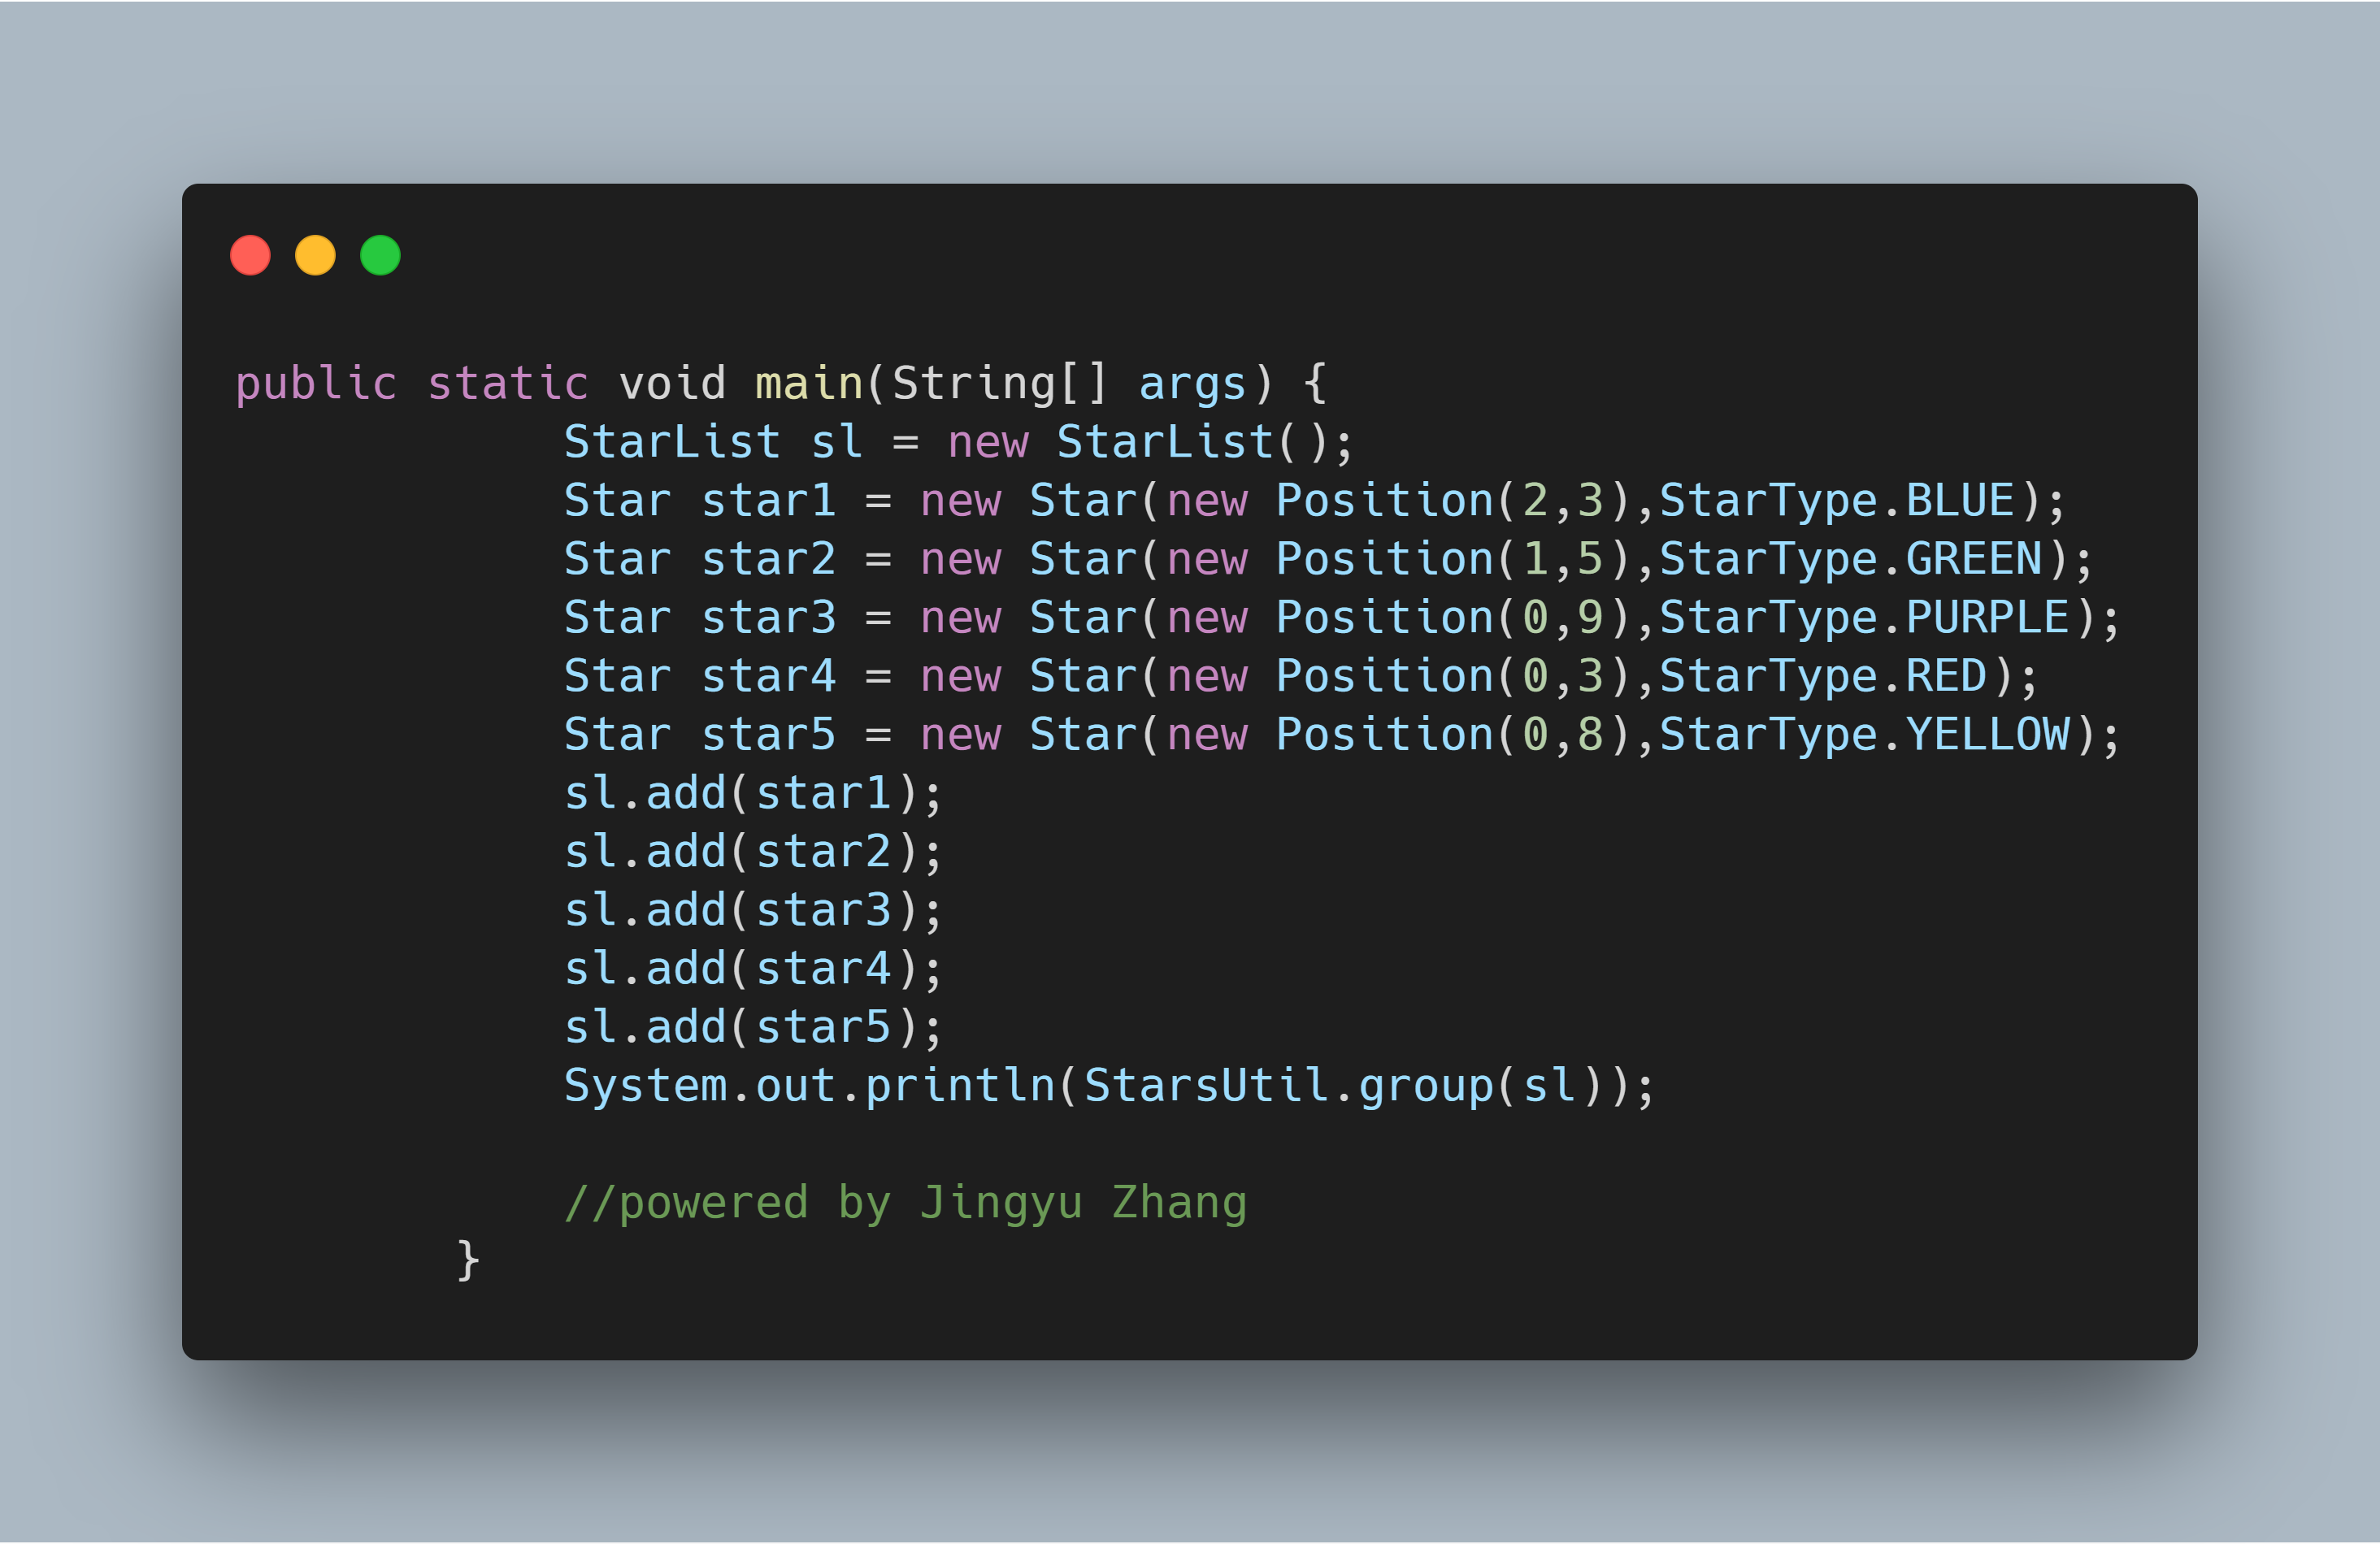 public static void main(String[] args) {
            StarList sl = new StarList();
            Star star1 = new Star(new Position(2,3),StarType.BLUE);
            Star star2 = new Star(new Position(1,5),StarType.GREEN);
            Star star3 = new Star(new Position(0,9),StarType.PURPLE);
            Star star4 = new Star(new Position(0,3),StarType.RED);
            Star star5 = new Star(new Position(0,8),StarType.YELLOW);
            sl.add(star1);
            sl.add(star2);
            sl.add(star3);
            sl.add(star4);
            sl.add(star5);
            System.out.println(StarsUtil.group(sl));

            //powered by Jingyu Zhang
        }